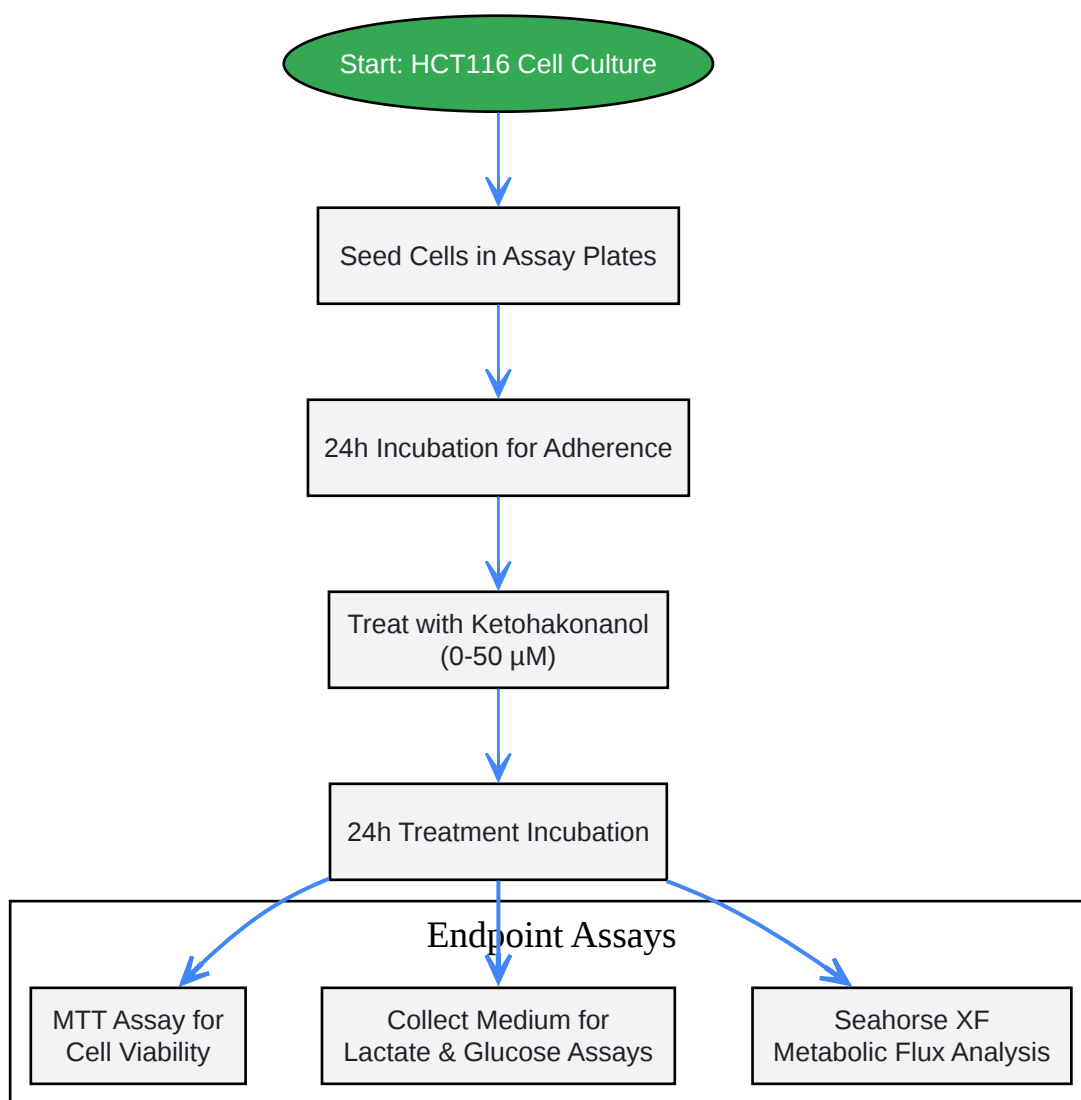 Start: HCT116 Cell Culture
Seed Cells in Assay Plates
24h Incubation for Adherence
Treat with Ketohakonanol
(0-50 µM)
24h Treatment Incubation
Endpoint Assays
MTT Assay for
Cell Viability
Collect Medium for
Lactate & Glucose Assays
Seahorse XF
Metabolic Flux Analysis